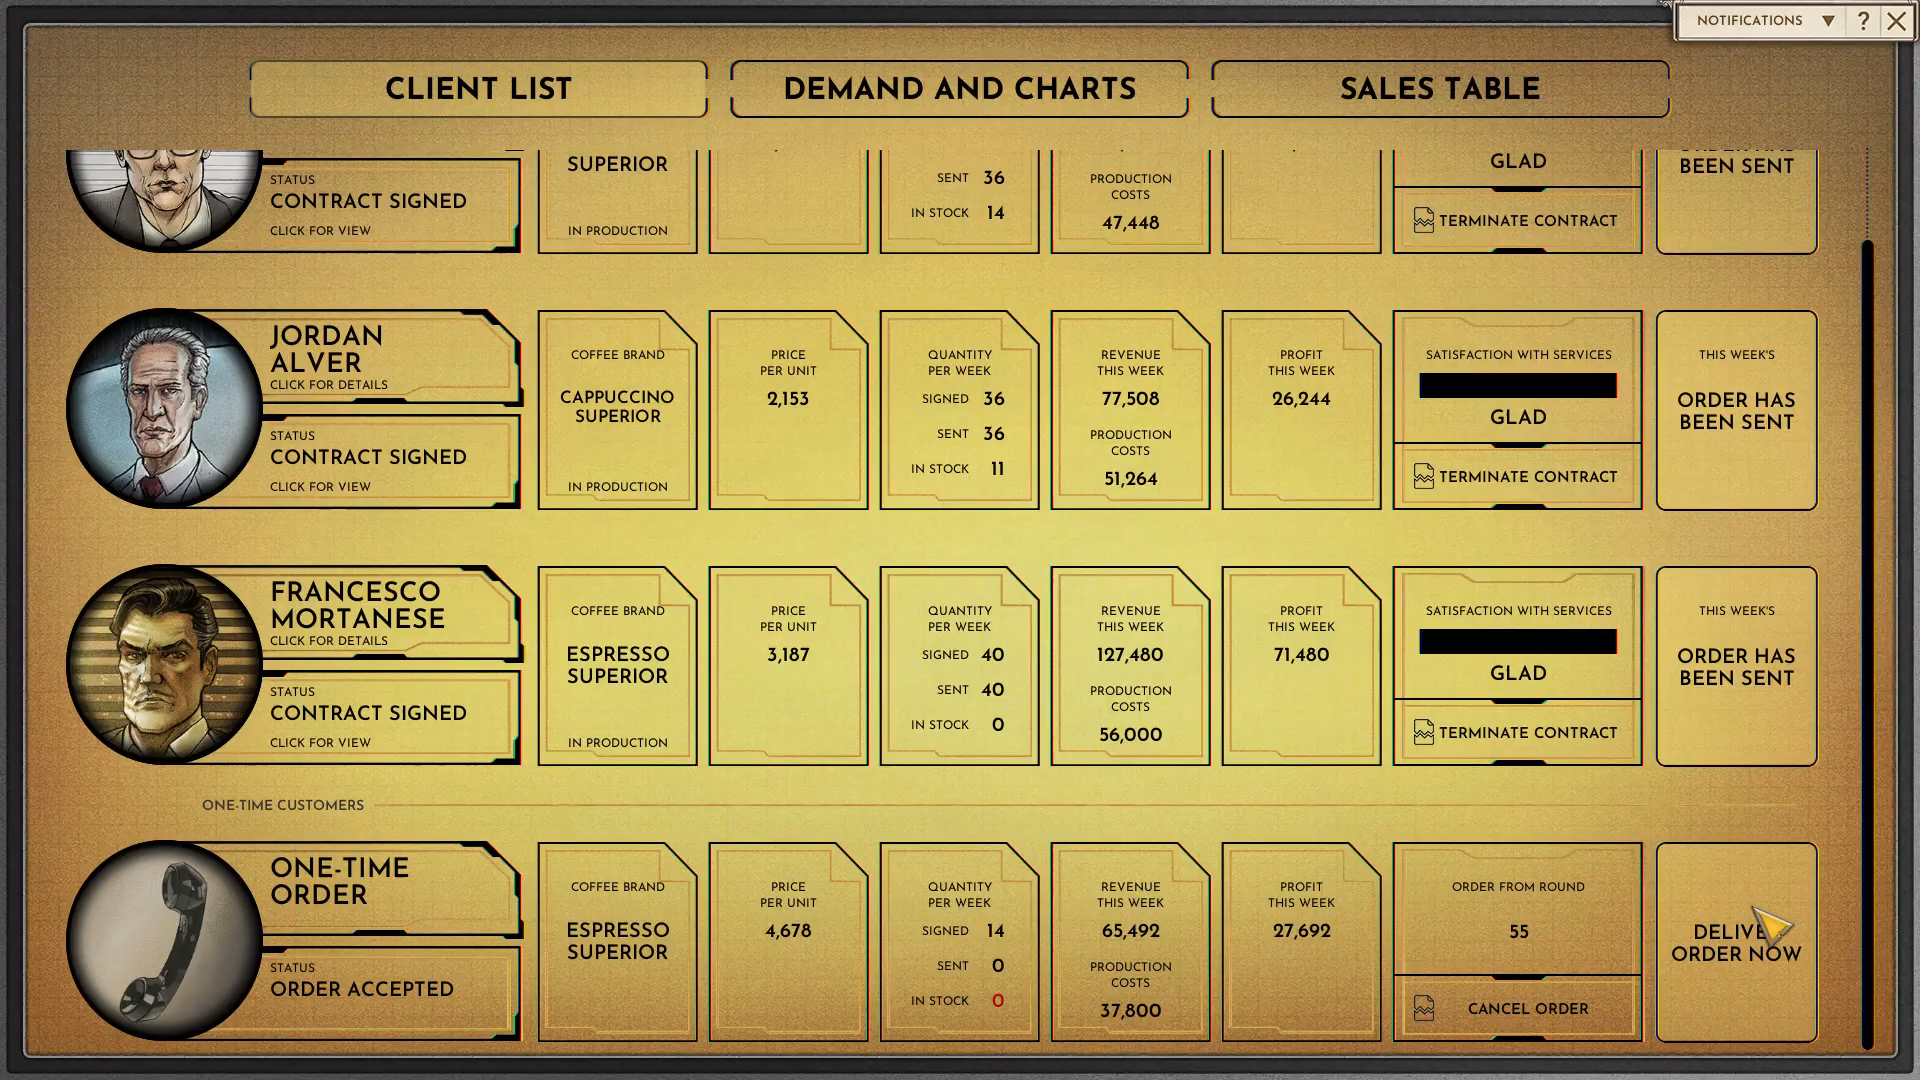 NOTIFICATIONS ?
CLIENT LIST
DEMAND AND CHARTS
SALES TABLE
STATUS
CONTRACT SIGNED
CLICK FOR VIEW
SUPERIOR
IN PRODUCTION
SENT 36
IN STOCK 14
PRODUCTION
COSTS
47,448
GLAD
TERMINATE CONTRACT
BEEN SENT
JORDAN
ALVER
CLICK FOR DETAILS
STATUS
CONTRACT SIGNED
CLICK FOR VIEW
COFFEE BRAND
CAPPUCCINO
SUPERIOR
IN PRODUCTION
PRICE
PER UNIT
2,153
QUANTITY
PER WEEK
SIGNED 36
SENT 36
IN STOCK 11
REVENUE
THIS WEEK
77,508
PRODUCTION
COSTS
51,264
PROFIT
THIS WEEK
26,244
SATISFACTION WITH SERVICES
GLAD
TERMINATE CONTRACT
THIS WEEK'S
ORDER HAS
BEEN SENT
FRANCESCO
MORTANESE
CLICK FOR DETAILS
STATUS
CONTRACT SIGNED
CLICK FOR VIEW
COFFEE BRAND
ESPRESSO
SUPERIOR
IN PRODUCTION
PRICE
PER UNIT
3,187
QUANTITY
PER WEEK
SIGNED 40
SENT 40
IN STOCK 0
REVENUE
THIS WEEK
127,480
PRODUCTION
COSTS
56,000
PROFIT
THIS WEEK
71,480
SATISFACTION WITH SERVICES
GLAD
TERMINATE CONTRACT
THIS WEEK'S
ORDER HAS
BEEN SENT
ONE-TIME CUSTOMERS
ONE-TIME
ORDER
STATUS
ORDER ACCEPTED
COFFEE BRAND
ESPRESSO
SUPERIOR
PRICE
PER UNIT
4,678
QUANTITY
PER WEEK
SIGNED 14
SENT 0
IN STOCK 0
REVENUE
THIS WEEK
65,492
PRODUCTION
COSTS
37,800
PROFIT
THIS WEEK
27,692
ORDER FROM ROUND
55
CANCEL ORDER
DELIVER
ORDER NOW